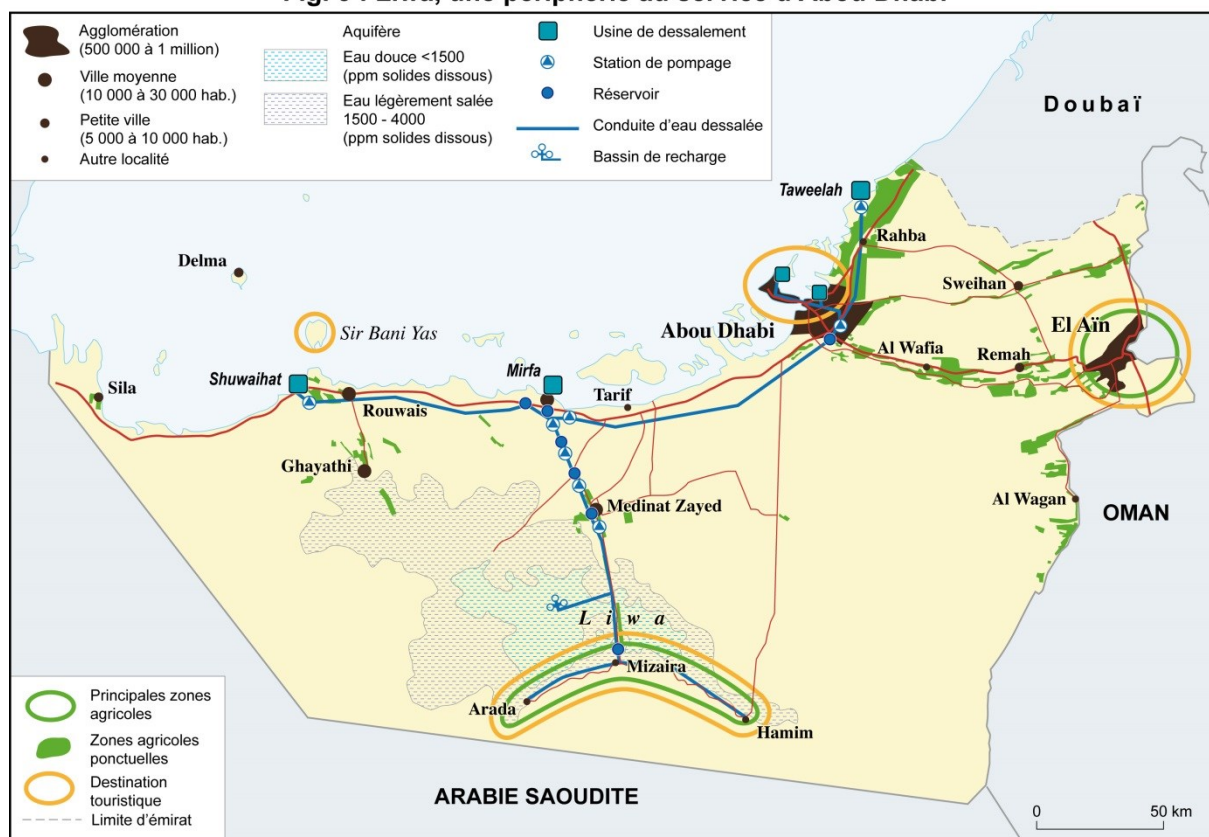 Agglomération
(500 000 à 1 million)
Ville moyenne
(10 000 à 30 000 hab.)
Petite ville
(5 000 à 10 000 hab.)
Autre localité
Aquifère
Eau douce <1500
(ppm solides dissous)
Eau légèrement salée
1500 - 4000
(ppm solides dissous)
Usine de dessalement
Station de pompage
Réservoir
Conduite d'eau dessalée
Bassin de recharge
Doubaï
Taweelah
Rahba
Delma
Sweihan
Abou Dhabi
El Aïn
Sir Bani Yas
Al Wafia
Remah
Shuwaihat
Mirfa
Sila
Rouwais
Tarif
Ghayathi
Medinat Zayed
Al Wagan
OMAN
Liwa
Mizaira
Arada
Hamim
Principales zones
agricoles
Zones agricoles
ponctuelles
Destination
touristique
Limite d'émirat
ARABIE SAOUDITE
0 50 km